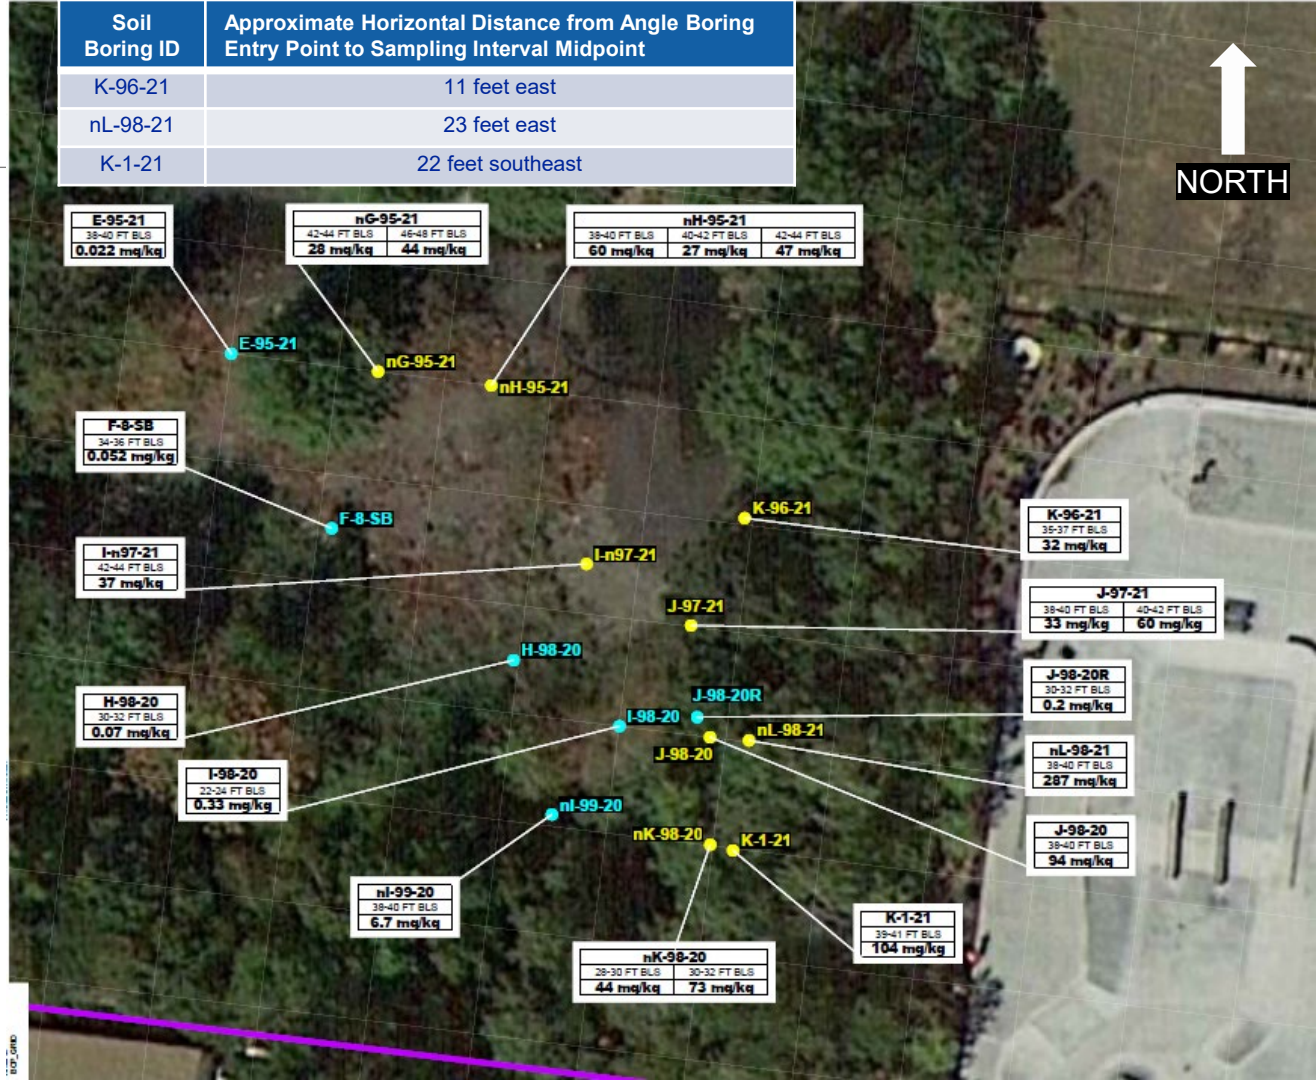 Soil Boring ID
Approximate Horizontal Distance from Angle Boring Entry Point to Sampling Interval Midpoint
K-96-21 11 feet east
nL-98-21 23 feet east
K-1-21 22 feet southeast
NORTH
E-95-21
38-40 FT BLS
0.022 mg/kg
nG-95-21
42-44 FT BLS 46-48 FT BLS
28 mg/kg 44 mg/kg
nH-95-21
38-40 FT BLS 40-42 FT BLS 42-44 FT BLS
60 mg/kg 27 mg/kg 47 mg/kg
E-95-21
nG-95-21
nH-95-21
F-8-SB
34-36 FT BLS
0.052 mg/kg
F-8-SB
K-96-21
K-96-21
35-37 FT BLS
32 mg/kg
I-n97-21
42-44 FT BLS
37 mg/kg
I-n97-21
J-97-21
J-97-21
38-40 FT BLS 40-42 FT BLS
33 mg/kg 60 mg/kg
H-98-20
H-98-20
30-32 FT BLS
0.07 mg/kg
J-98-20R
J-98-20R
30-32 FT BLS
0.2 mg/kg
I-98-20
nL-98-21
J-98-20
nL-98-21
38-40 FT BLS
287 mg/kg
I-98-20
22-24 FT BLS
0.33 mg/kg
nI-99-20
nK-98-20
K-1-21
J-98-20
38-40 FT BLS
94 mg/kg
nI-99-20
38-40 FT BLS
6.7 mg/kg
K-1-21
39-41 FT BLS
104 mg/kg
nK-98-20
28-30 FT BLS 30-32 FT BLS
44 mg/kg 73 mg/kg